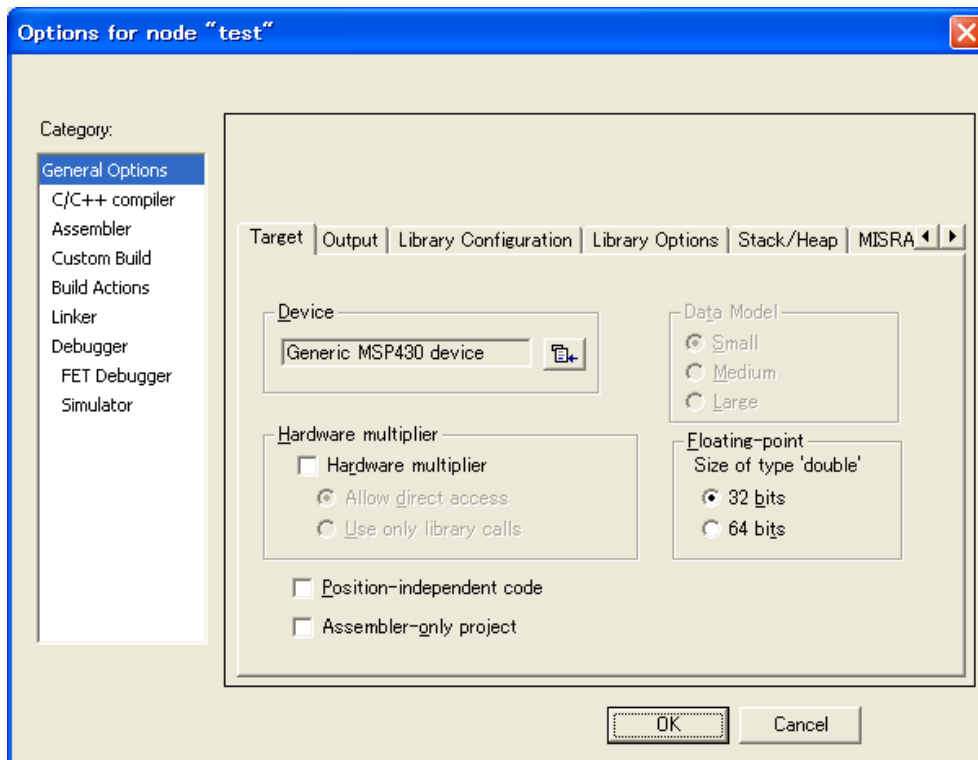 Options for node "test"
Category:
General Options
C/C++ compiler
Assembler
Custom Build
Build Actions
Linker
Debugger
FET Debugger
Simulator
Target
Output
Library Configuration
Library Options
Stack/Heap
MISRA
Device
Generic MSP430 device
Data Model
Small
Medium
Large
Hardware multiplier
Hardware multiplier
Allow direct access
Use only library calls
Floating-point
Size of type 'double'
32 bits
64 bits
Position-independent code
Assembler-only project
OK
Cancel